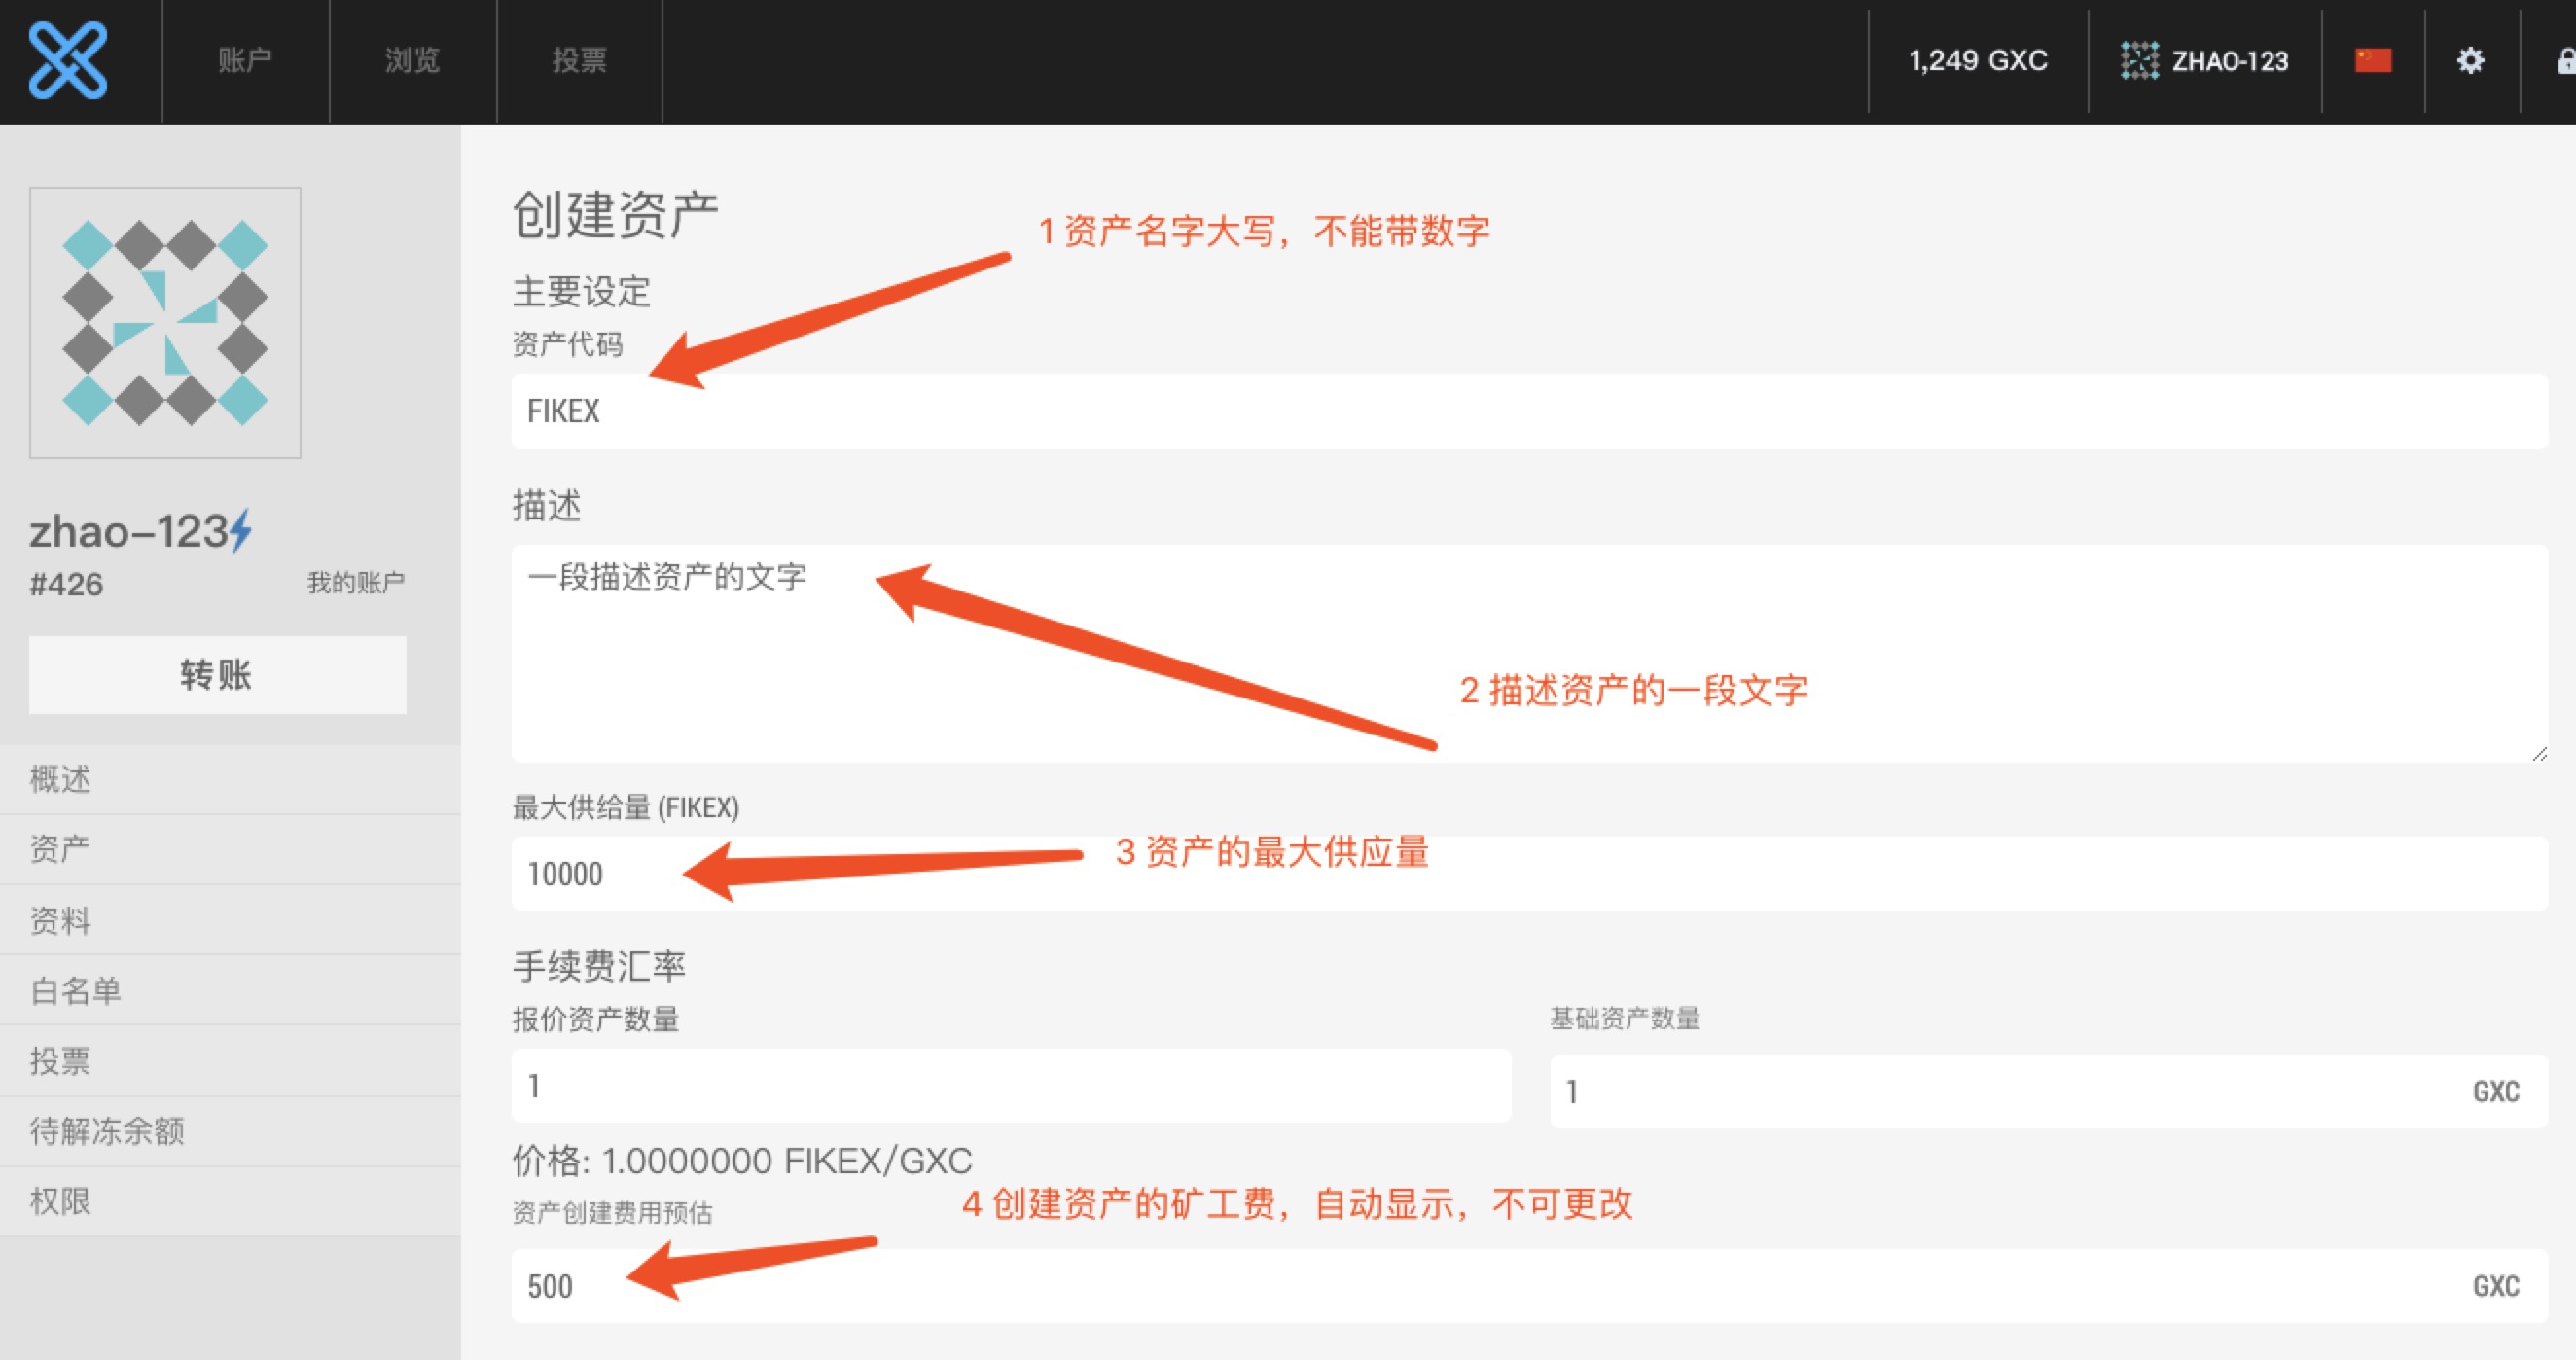 账户
浏览
投票
1,249 GXC
ZHAO-123
zhao-123
#426
我的账户
转账
概述
资产
资料
白名单
投票
待解冻余额
权限
创建资产
1 资产名字大写，不能带数字
主要设定
资产代码
FIKEX
描述
一段描述资产的文字
2 描述资产的一段文字
最大供给量 (FIKEX)
10000
3 资产的最大供应量
手续费汇率
报价资产数量
基础资产数量
1
1 GXC
价格: 1.0000000 FIKEX/GXC
4 创建资产的矿工费，自动显示，不可更改
资产创建费用预估
500 GXC